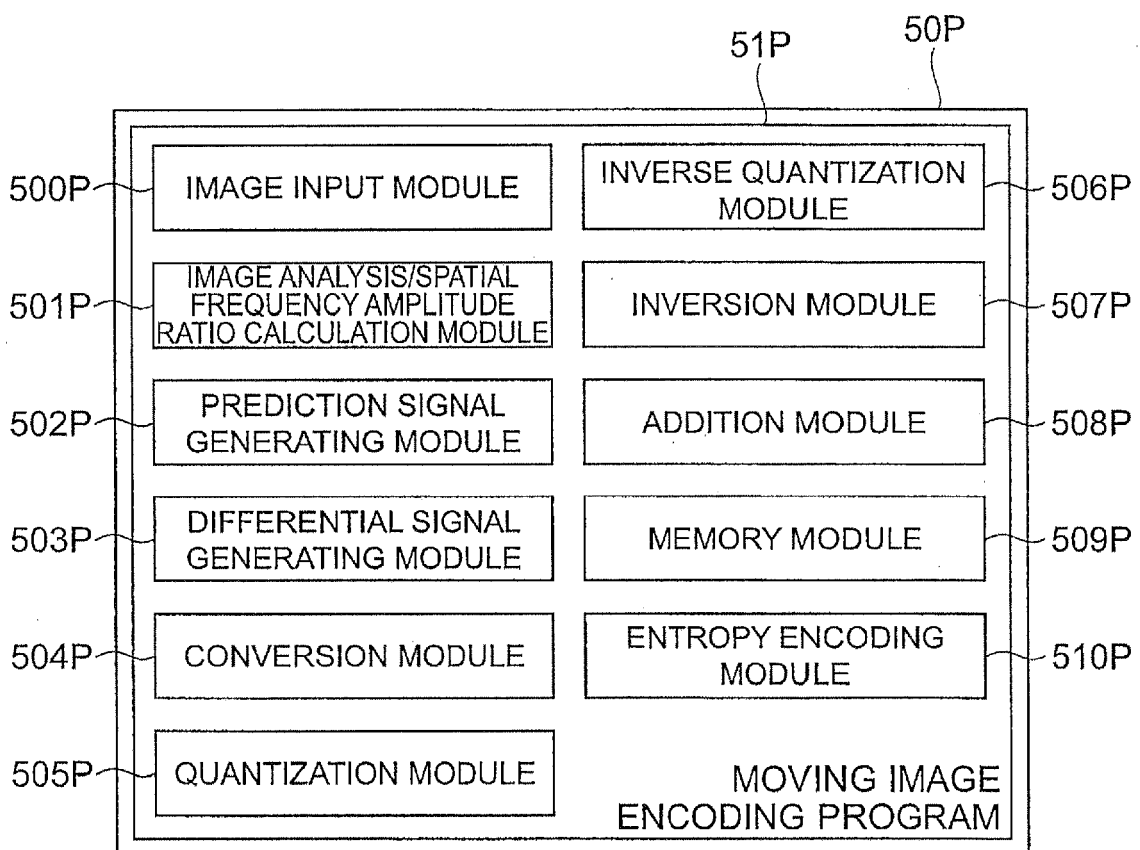 50P
51P
500P
IMAGE INPUT MODULE
501P
IMAGE ANALYSIS/SPATIAL
FREQUENCY AMPLITUDE
RATIO CALCULATION MODULE
502P
PREDICTION SIGNAL
GENERATING MODULE
503P
DIFFERENTIAL SIGNAL
GENERATING MODULE
504P
CONVERSION MODULE
505P
QUANTIZATION MODULE
INVERSE QUANTIZATION
MODULE
506P
INVERSION MODULE
507P
ADDITION MODULE
508P
MEMORY MODULE
509P
ENTROPY ENCODING
MODULE
510P
MOVING IMAGE
ENCODING PROGRAM